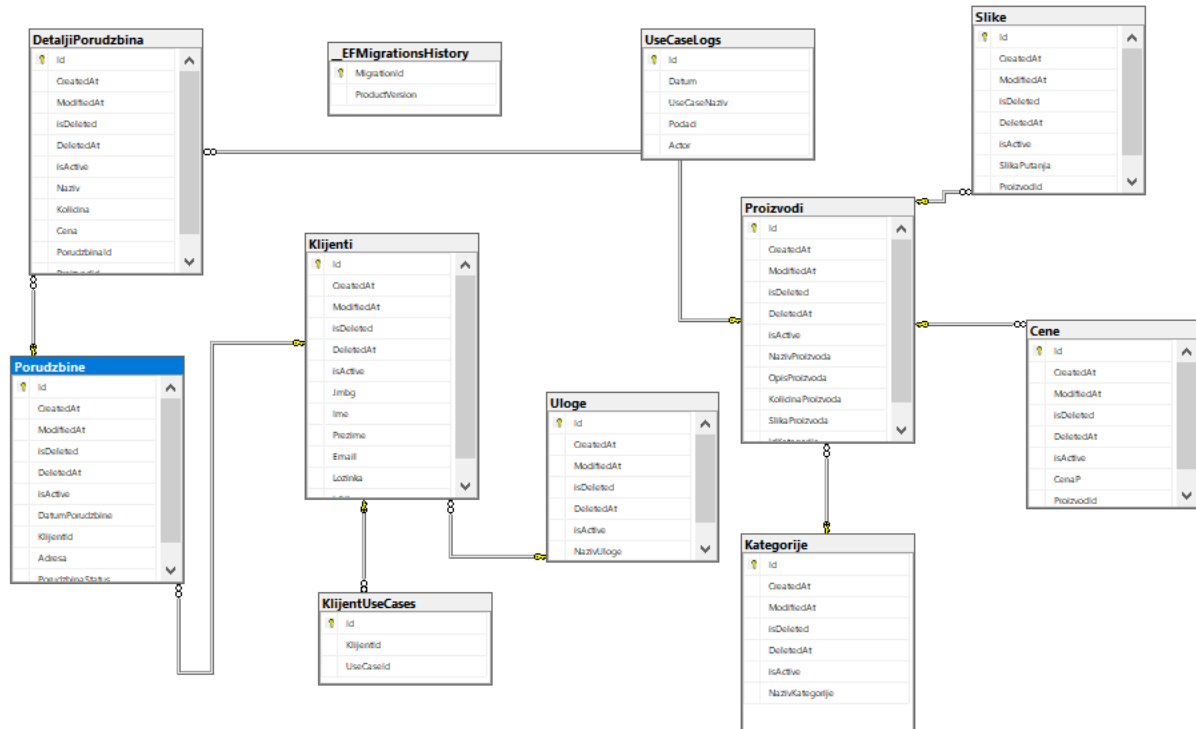 DetaljiPorudzbina
Id
CreatedAt
ModifiedAt
isDeleted
DeletedAt
isActive
Naziv
Kolicina
Cena
PorudzbinaId
ProizvodId
__EFMigrationsHistory
MigrationId
ProductVersion
UseCaseLogs
Id
Datum
UseCaseNaziv
Podaci
Actor
Slike
Id
CreatedAt
ModifiedAt
isDeleted
DeletedAt
isActive
SlikaPutanja
ProizvodId
Klijenti
Id
CreatedAt
ModifiedAt
isDeleted
DeletedAt
isActive
Jmbg
Ime
Prezime
Email
Lozinka
Proizvodi
Id
CreatedAt
ModifiedAt
isDeleted
DeletedAt
isActive
NazivProizvoda
OpisProizvoda
KolicinaProizvoda
SlikaProizvoda
IdKategorije
Cene
Id
CreatedAt
ModifiedAt
isDeleted
DeletedAt
isActive
CenaP
ProizvodId
Porudzbine
Id
CreatedAt
ModifiedAt
isDeleted
DeletedAt
isActive
DatumPorudzbine
KlijentId
Adresa
PorudzbinaStatus
Uloge
Id
CreatedAt
ModifiedAt
isDeleted
DeletedAt
isActive
NazivUloge
KlijentUseCases
Id
KlijentId
UseCaseId
Kategorije
Id
CreatedAt
ModifiedAt
isDeleted
DeletedAt
isActive
NazivKategorije